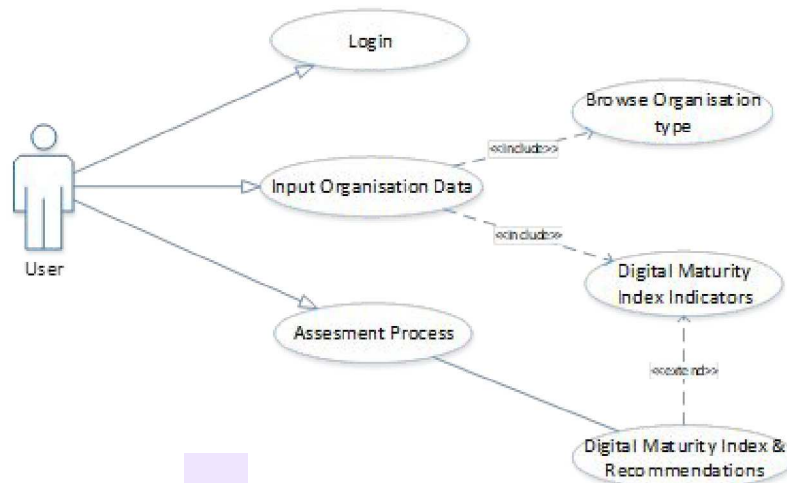 Login
Browse Organisation
type
<<include>>
Input Organisation Data
<<include>>
User
Digital Maturity
Index Indicators
Assesment Process
<<extend>>
Digital Maturity Index &
Recommendations